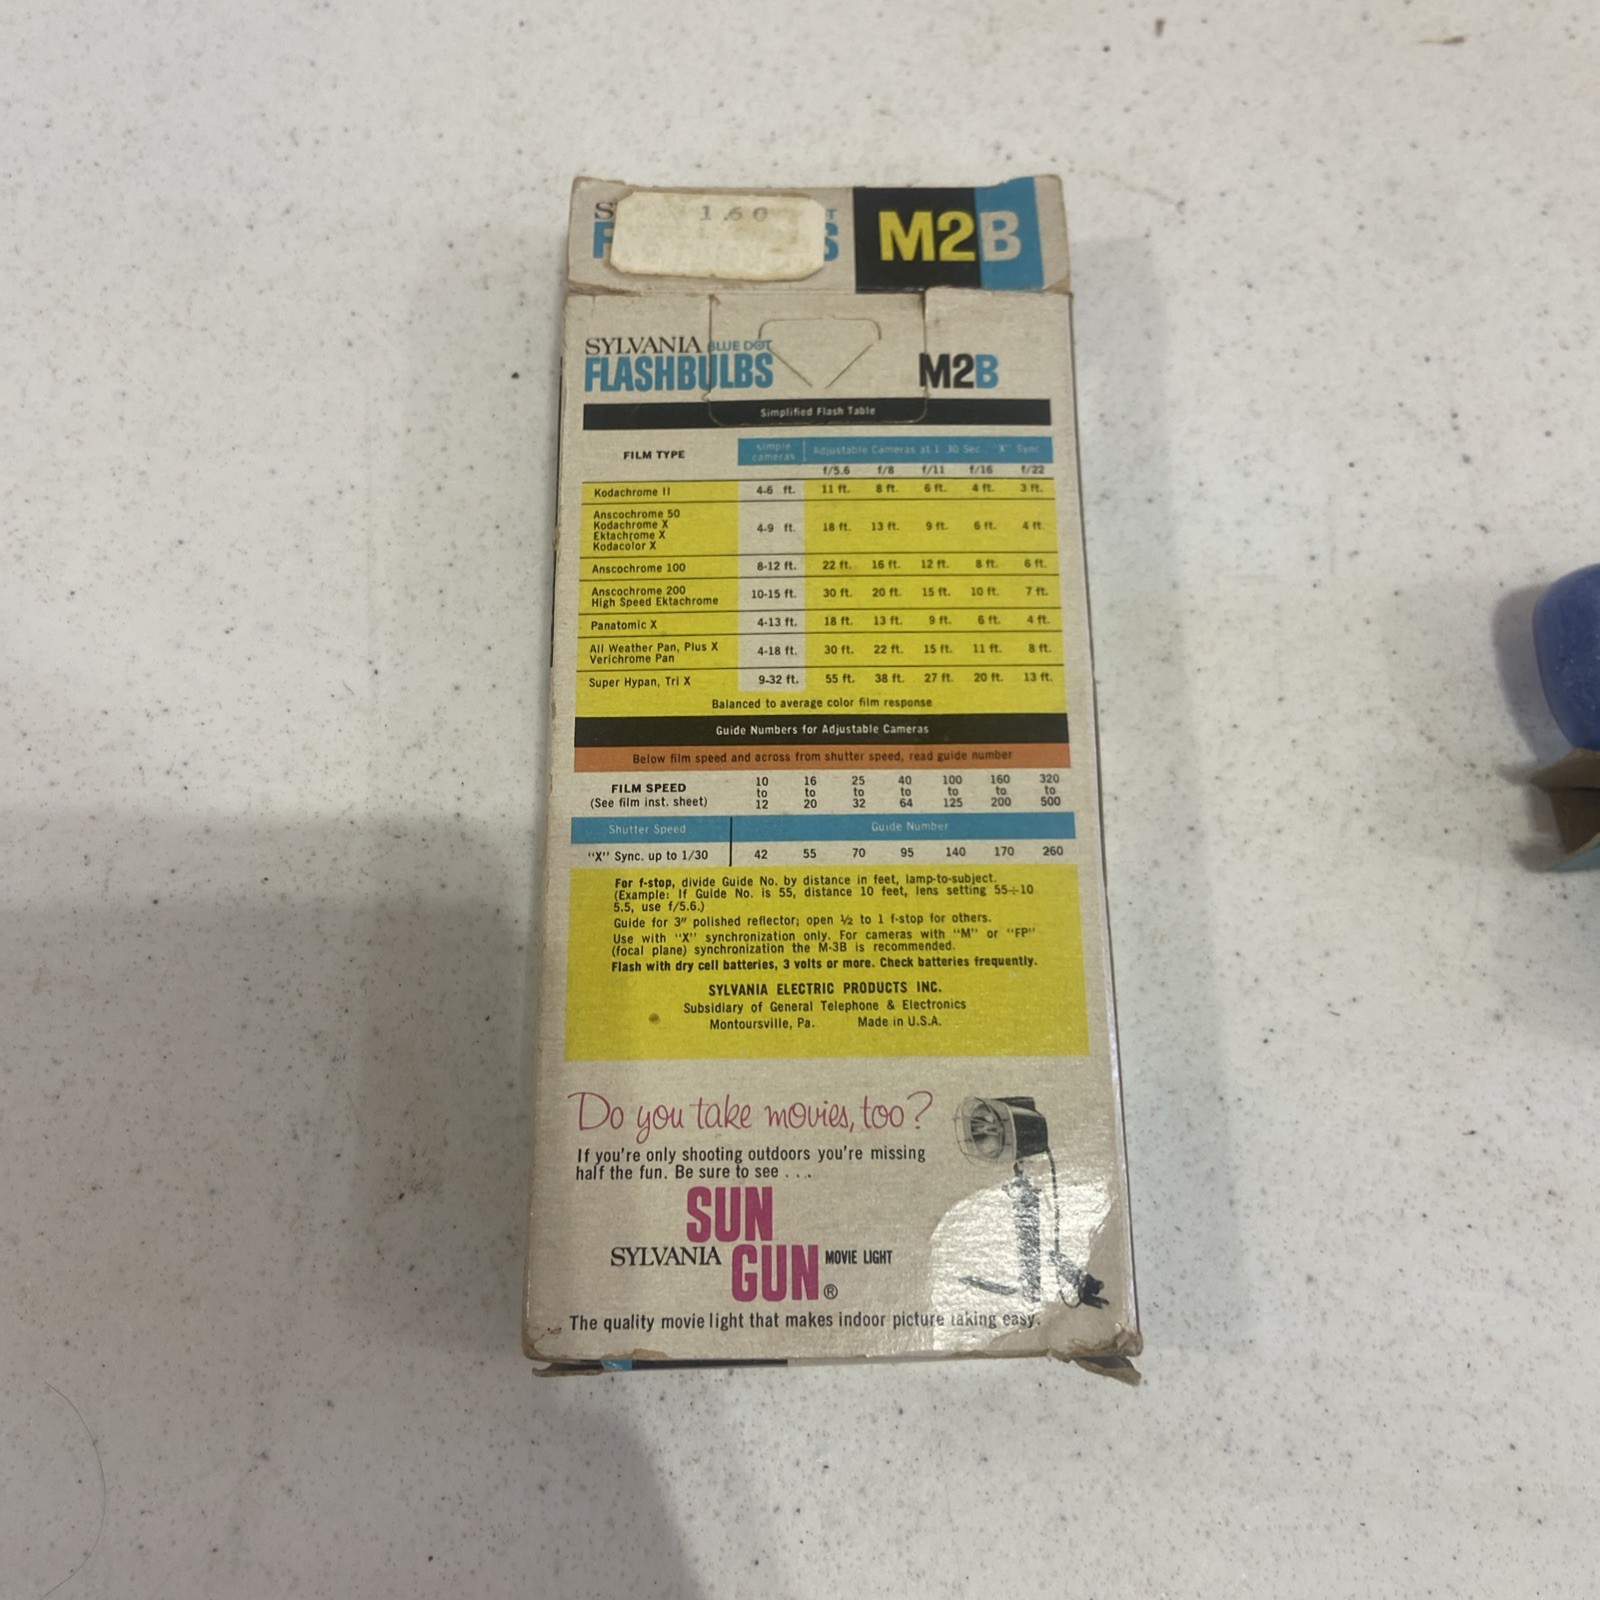 1.60
M2B
SYLVANIA BLUE DOT
FLASHBULBS
M2B
Simplified Flash Table
FILM TYPE simple cameras Adjustable Cameras at 1 30 Sec. "X" Sync
f/5.6 f/8 f/11 f/16 f/22
Kodachrome II 4-6 ft. 11 ft. 8 ft. 6 ft. 4 ft. 3 ft.
Anscochrome 50
Kodachrome X
Ektachrome X
Kodacolor X
4-9 ft. 18 ft. 13 ft. 9 ft. 6 ft. 4 ft.
Anscochrome 100 8-12 ft. 22 ft. 16 ft. 12 ft. 8 ft. 6 ft.
Anscochrome 200
High Speed Ektachrome
10-15 ft. 30 ft. 20 ft. 15 ft. 10 ft. 7 ft.
Panatomic X 4-13 ft. 18 ft. 13 ft. 9 ft. 6 ft. 4 ft.
All Weather Pan, Plus X
Verichrome Pan
4-18 ft. 30 ft. 22 ft. 15 ft. 11 ft. 8 ft.
Super Hypan, Tri X 9-32 ft. 55 ft. 38 ft. 27 ft. 20 ft. 13 ft.
Balanced to average color film response
Guide Numbers for Adjustable Cameras
Below film speed and across from shutter speed, read guide number
FILM SPEED
(See film inst. sheet)
10 16 25 40 100 160 320
to to to to to to to
12 20 32 64 125 200 500
Shutter Speed Guide Number
"X" Sync. up to 1/30 42 55 70 95 140 170 260
For f-stop, divide Guide No. by distance in feet, lamp-to-subject.
(Example: If Guide No. is 55, distance 10 feet, lens setting 55÷10
5.5, use f/5.6.)
Guide for 3" polished reflector; open ½ to 1 f-stop for others.
Use with "X" synchronization only. For cameras with "M" or "FP"
(focal plane) synchronization the M-3B is recommended.
Flash with dry cell batteries, 3 volts or more. Check batteries frequently.
SYLVANIA ELECTRIC PRODUCTS INC.
Subsidiary of General Telephone & Electronics
Montoursville, Pa. Made in U.S.A.
Do you take movies, too?
If you're only shooting outdoors you're missing
half the fun. Be sure to see . . .
SUN
SYLVANIA GUN® MOVIE LIGHT
The quality movie light that makes indoor picture taking easy.